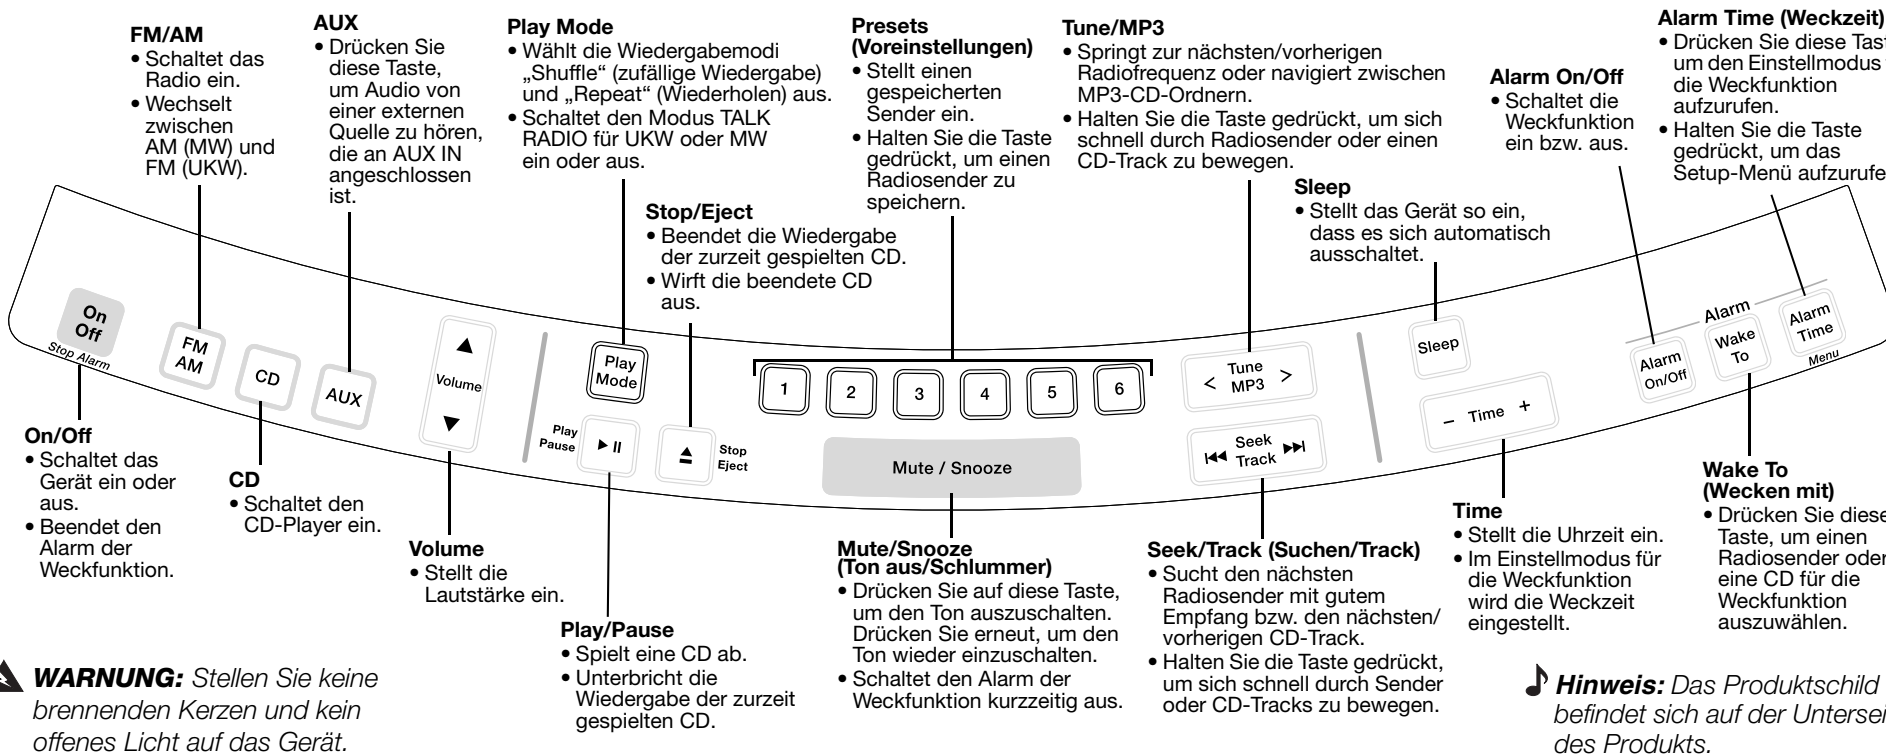 FM/AM
• Schaltet das
Radio ein.
• Wechselt
zwischen
AM (MW) und
FM (UKW).
AUX
• Drücken Sie
diese Taste,
um Audio von
einer externen
Quelle zu hören,
die an AUX IN
angeschlossen
ist.
Play Mode
• Wählt die Wiedergabemodi
„Shuffle“ (zufällige Wiedergabe)
und „Repeat“ (Wiederholen) aus.
• Schaltet den Modus TALK
RADIO für UKW oder MW
ein oder aus.
Stop/Eject
• Beendet die Wiedergabe
der zurzeit gespielten CD.
• Wirft die beendete CD
aus.
Presets
(Voreinstellungen)
• Stellt einen
gespeicherten
Sender ein.
• Halten Sie die Taste
gedrückt, um einen
Radiosender zu
speichern.
Tune/MP3
• Springt zur nächsten/vorherigen
Radiofrequenz oder navigiert zwischen
MP3-CD-Ordnern.
• Halten Sie die Taste gedrückt, um sich
schnell durch Radiosender oder einen
CD-Track zu bewegen.
Sleep
• Stellt das Gerät so ein,
dass es sich automatisch
ausschaltet.
Alarm On/Off
• Schaltet die
Weckfunktion
ein bzw. aus.
Alarm Time (Weckzeit)
• Drücken Sie diese
um den Einstellmodus
die Weckfunktion
aufzurufen.
• Halten Sie die Taste
gedrückt, um das
Setup-Menü
On
Off
Stop Alarm
FM
AM
CD
AUX
Volume
Play
Mode
Play
Pause
Stop
Eject
1 2 3 4 5 6
Mute / Snooze
< Tune >
MP3
Seek
Track
Sleep
– Time +
Alarm
Alarm
On/Off
Wake
To
Alarm
Time
Menu
On/Off
• Schaltet das
Gerät ein oder
aus.
• Beendet den
Alarm der
Weckfunktion.
CD
• Schaltet den
CD-Player ein.
Volume
• Stellt die
Lautstärke ein.
Play/Pause
• Spielt eine CD ab.
• Unterbricht die
Wiedergabe der zurzeit
gespielten CD.
Mute/Snooze
(Ton aus/Schlummer)
• Drücken Sie auf diese Taste,
um den Ton auszuschalten.
Drücken Sie erneut, um den
Ton wieder einzuschalten.
• Schaltet den Alarm der
Weckfunktion kurzzeitig aus.
Seek/Track (Suchen/Track)
• Sucht den nächsten
Radiosender mit gutem
Empfang bzw. den nächsten/
vorherigen CD-Track.
• Halten Sie die Taste gedrückt,
um sich schnell durch Sender
oder CD-Tracks zu bewegen.
Time
• Stellt die Uhrzeit ein.
• Im Einstellmodus für
die Weckfunktion
wird die Weckzeit
eingestellt.
Wake To
(Wecken mit)
• Drücken Sie diese
Taste, um einen
Radiosender oder
eine CD für die
Weckfunktion
auszuwählen.
WARNUNG: Stellen Sie keine
brennenden Kerzen und kein
offenes Licht auf das Gerät.
Hinweis: Das Produktschild
befindet sich auf der
des Produkts.